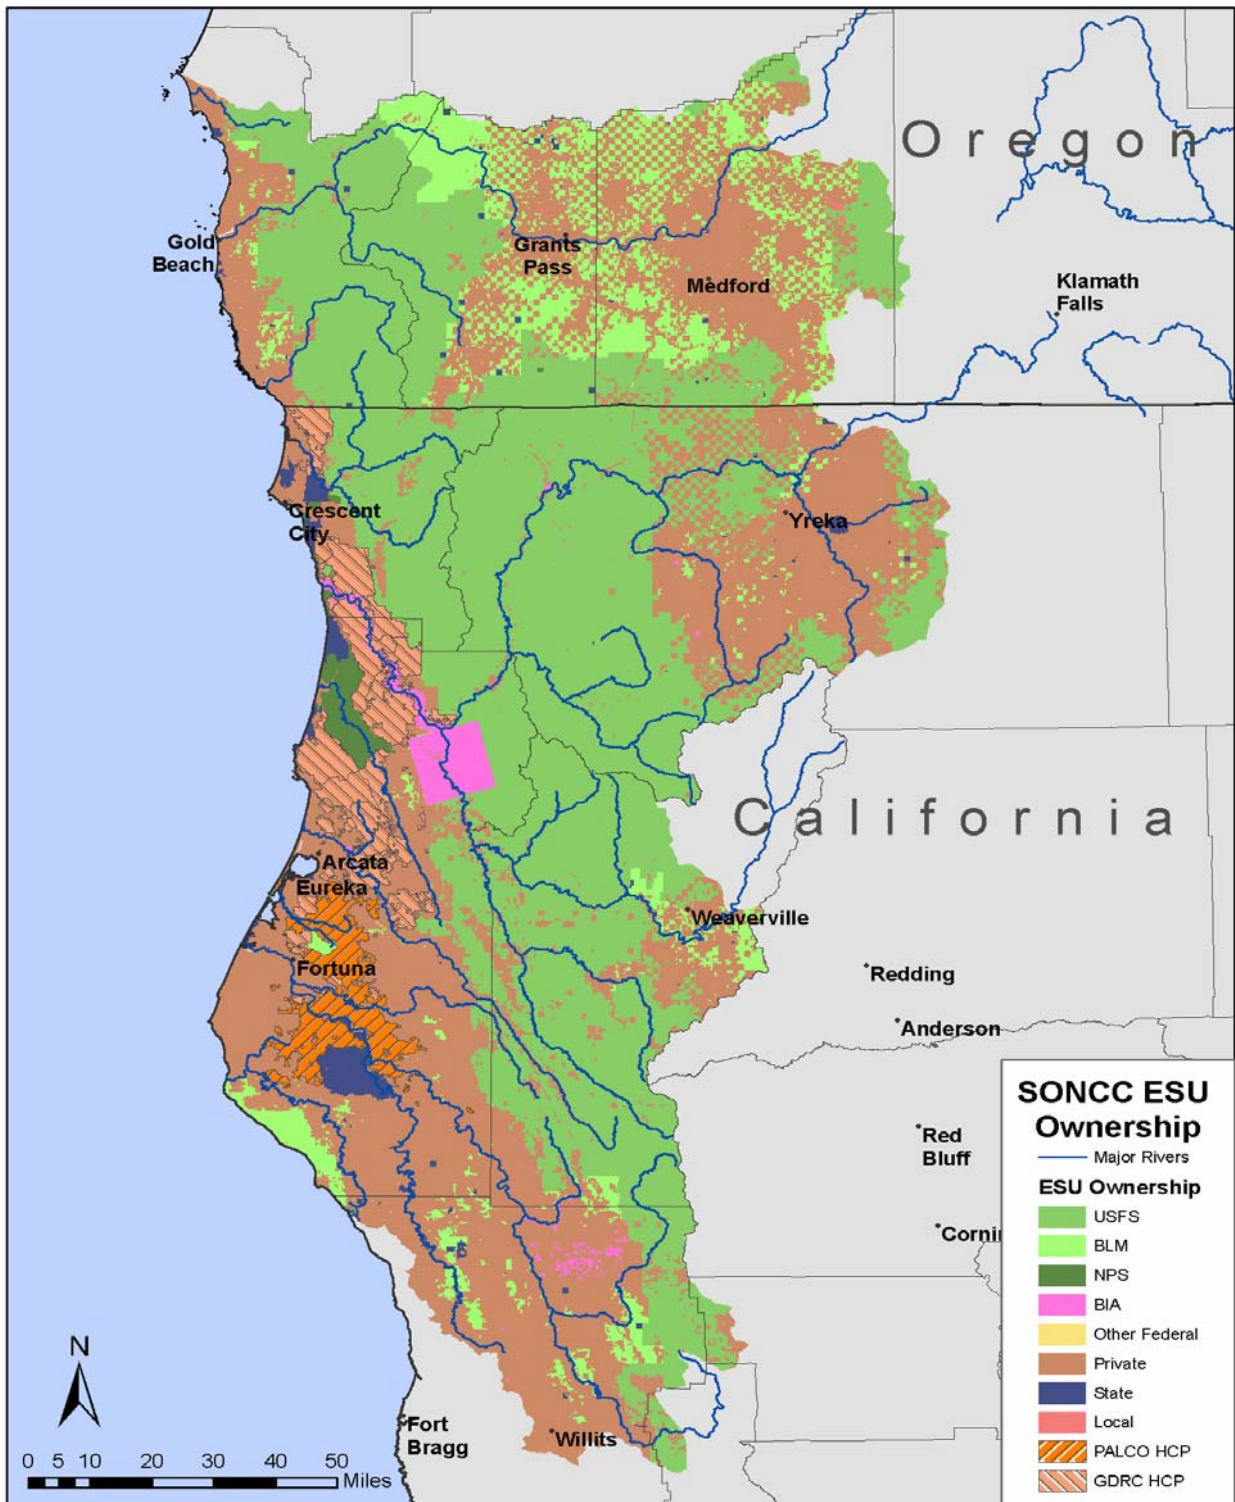 Oregon
Gold
Beach
Grants
Pass
Medford
Klamath
Falls
Crescent
City
Yreka
California
Arcata
Eureka
Weaverville
Fortuna
Redding
Anderson
Red
Bluff
Fort
Bragg
Willits
N
0 5 10 20 30 40 50
Miles
SONCC ESU
Ownership
Major Rivers
ESU Ownership
USFS
BLM
NPS
BIA
Other Federal
Private
State
Local
PALCO HCP
GDRC HCP